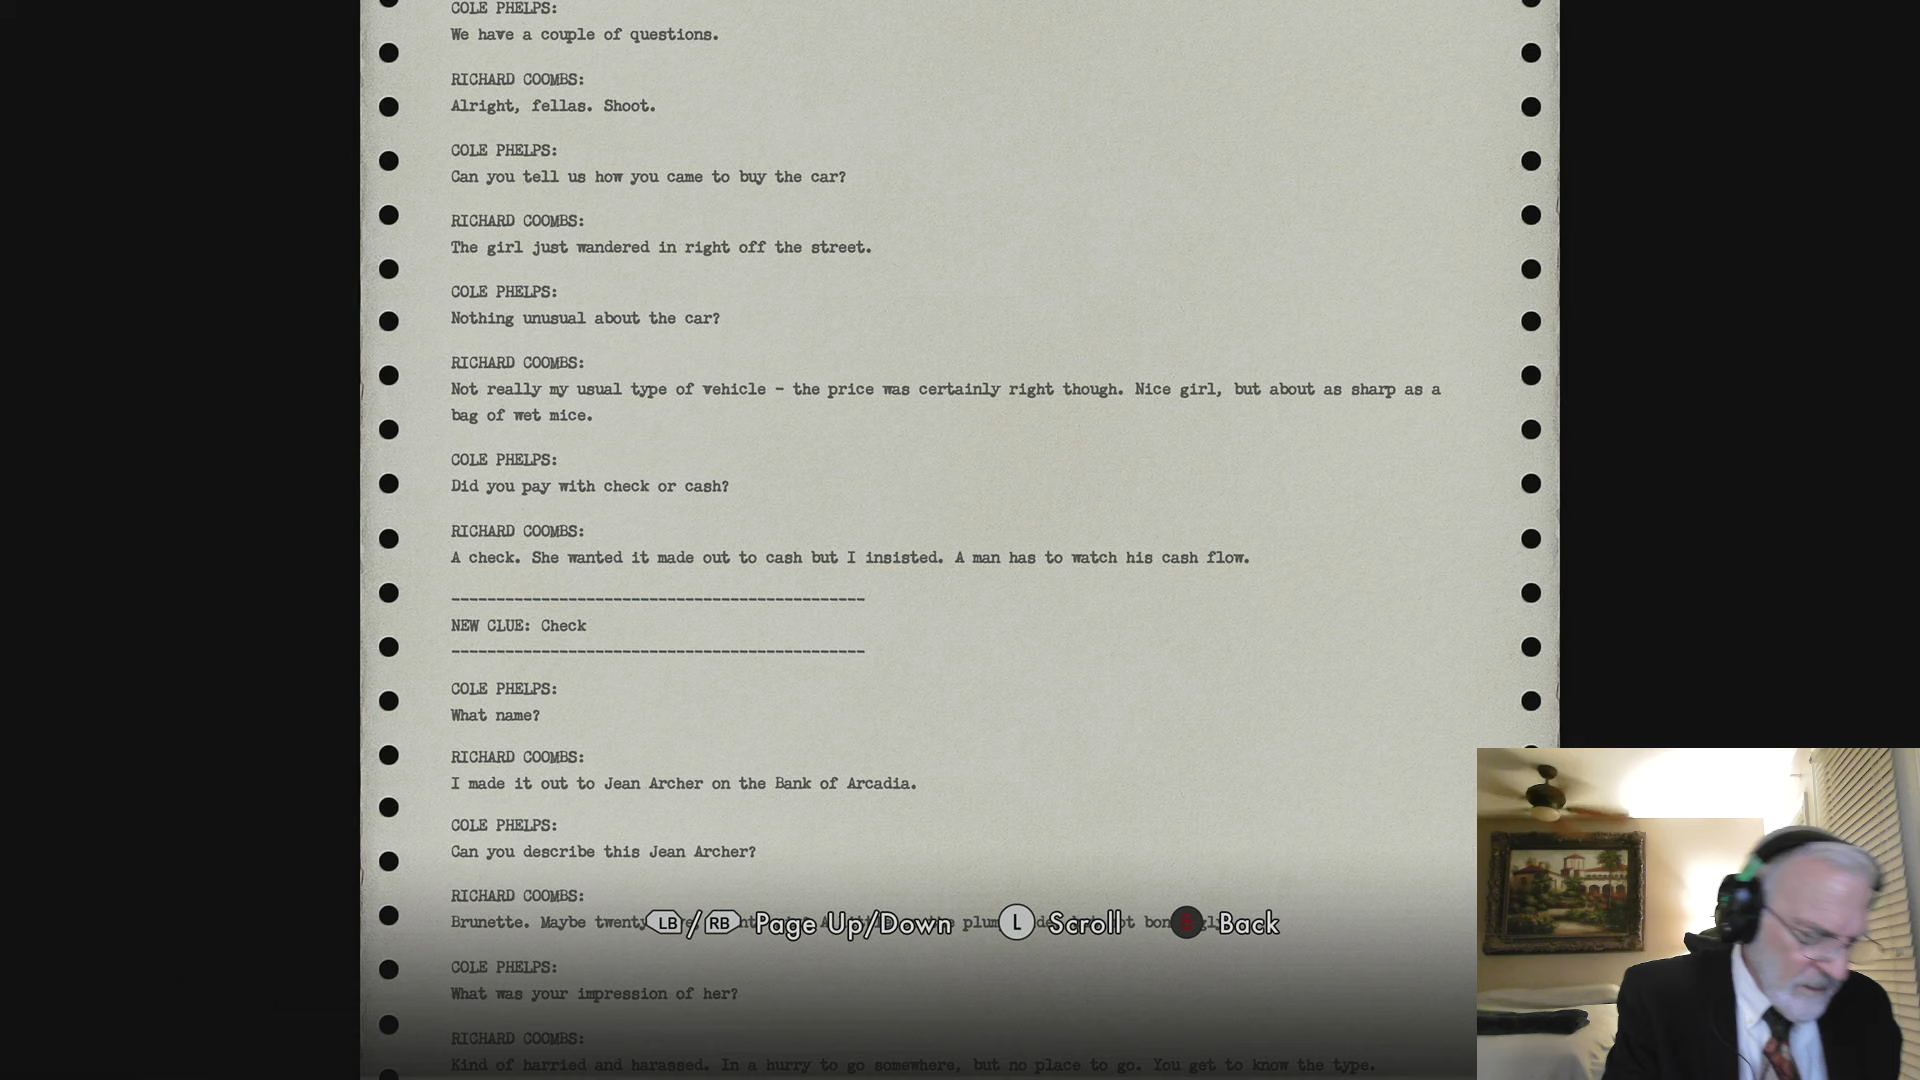 COLE PHELPS:
We have a couple of questions.
RICHARD COOMBS:
Alright, fellas. Shoot.
COLE PHELPS:
Can you tell us how you came to buy the car?
RICHARD COOMBS:
The girl just wandered in right off the street.
COLE PHELPS:
Nothing unusual about the car?
RICHARD COOMBS:
Not really my usual type of vehicle - the price was certainly right though. Nice girl, but about as sharp as a
bag of wet mice.
COLE PHELPS:
Did you pay with check or cash?
RICHARD COOMBS:
A check. She wanted it made out to cash but I insisted. A man has to watch his cash flow.
----------------------------------------------
NEW CLUE: Check
----------------------------------------------
COLE PHELPS:
What name?
RICHARD COOMBS:
I made it out to Jean Archer on the Bank of Arcadia.
COLE PHELPS:
Can you describe this Jean Archer?
RICHARD COOMBS:
Brunette. Maybe twenty
LB / RB Page Up/Down L Scroll B Back
COLE PHELPS:
What was your impression of her?
RICHARD COOMBS:
Kind of harried and harassed. In a hurry to go somewhere, but no place to go. You get to know the type.